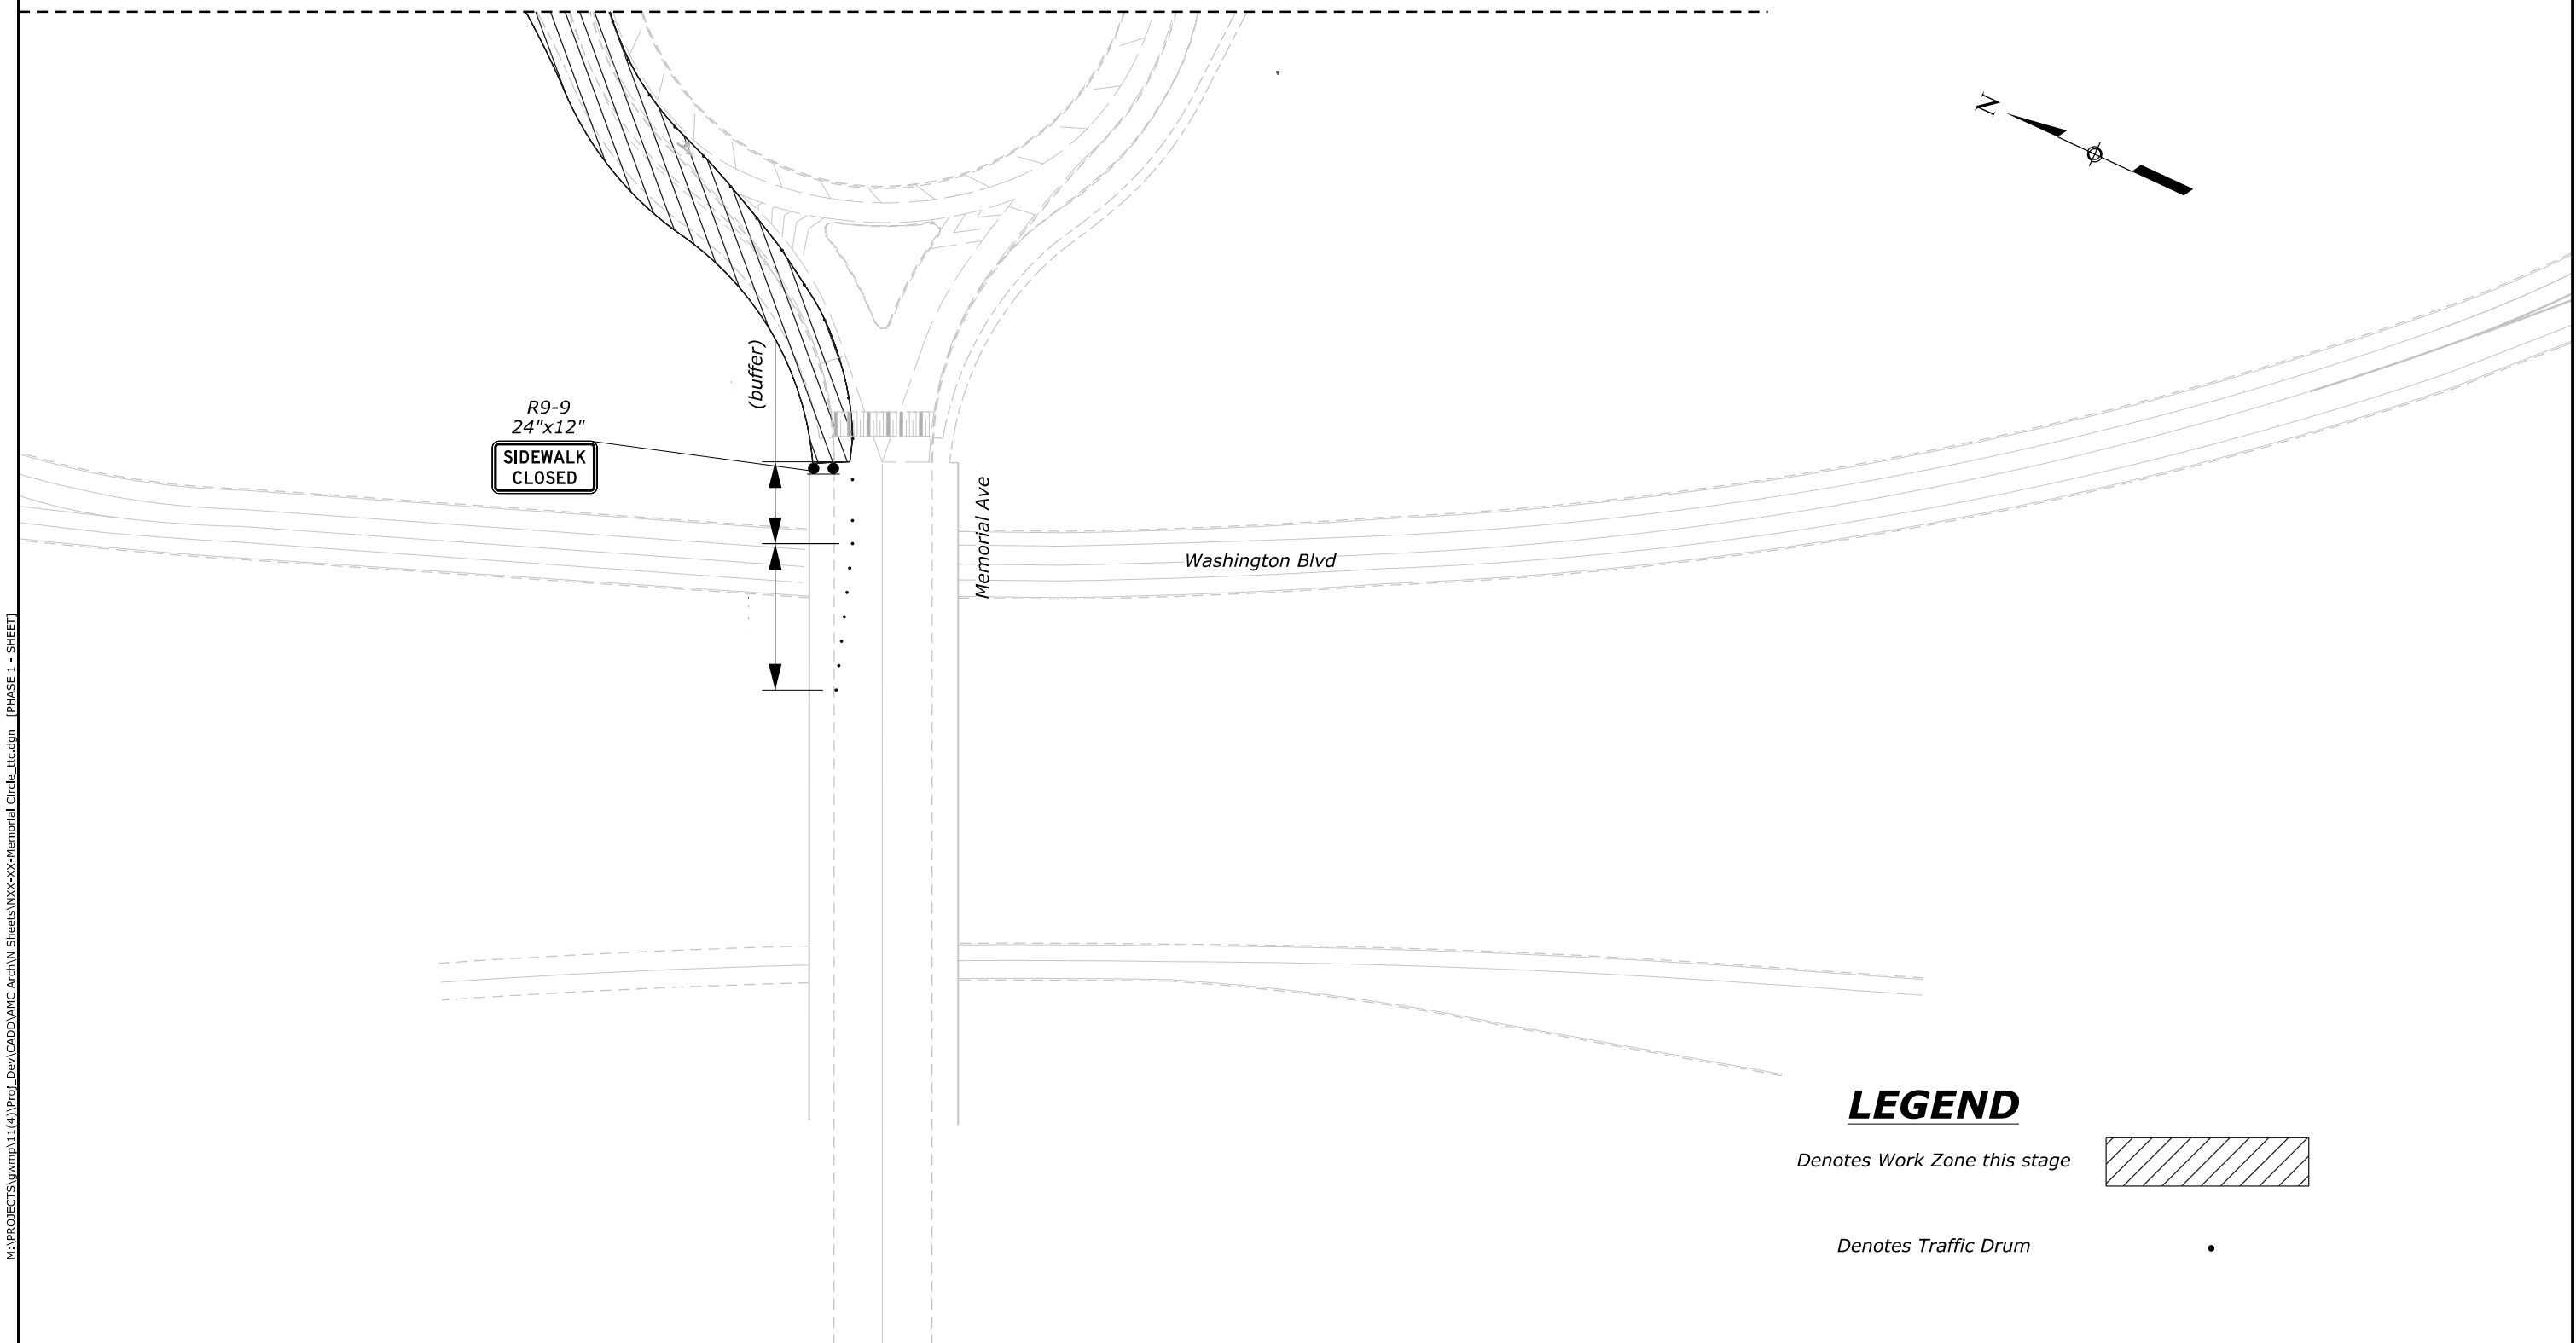 N
(buffer)
R9-9
24"x12"
SIDEWALK
CLOSED
Memorial Ave
Washington Blvd
M:\PROJECTS\gwmp\11(4)\Proj_Dev\CADD\AMC Arch\N Sheets\NXX-XX-Memorial Circle_ttc.dgn [PHASE 1 - SHEET]
LEGEND
Denotes Work Zone this stage
Denotes Traffic Drum